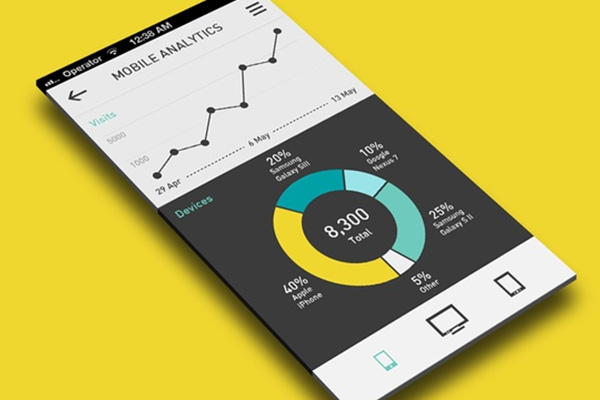 Operator 12:38 AM
MOBILE ANALYTICS
Visits
5000
1000
29 Apr
6 May
13 May
Devices
20%
Samsung
Galaxy SIII
10%
Google
Nexus 7
25%
Samsung
Galaxy S II
5%
Other
40%
Apple
iPhone
8,300
Total